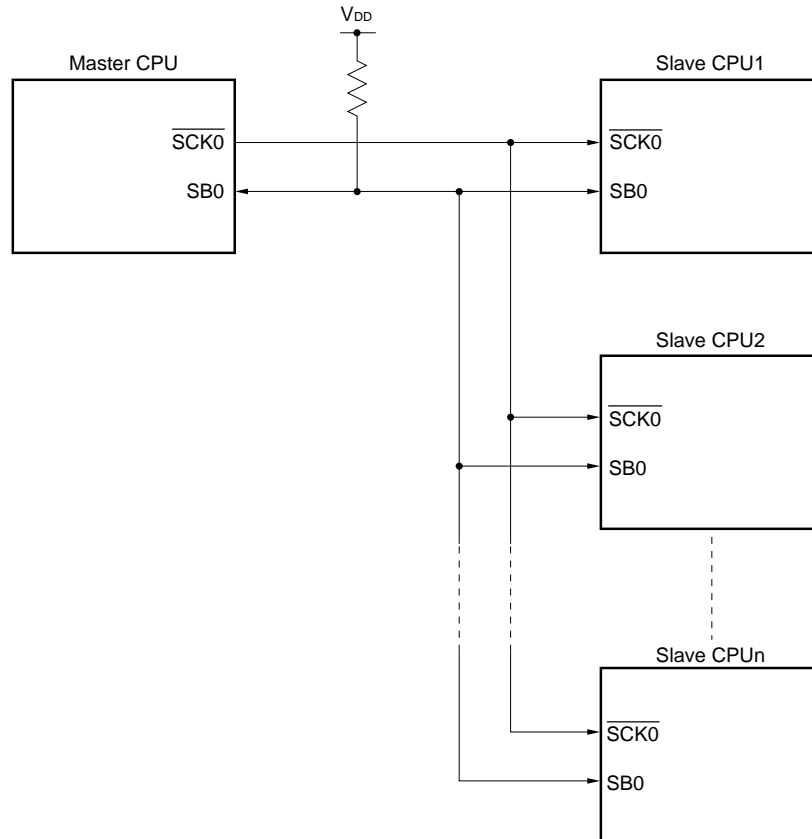 VDD
Master CPU
Slave CPU1
SCK0
SCK0
SB0
SB0
Slave CPU2
SCK0
SB0
Slave CPUn
SCK0
SB0